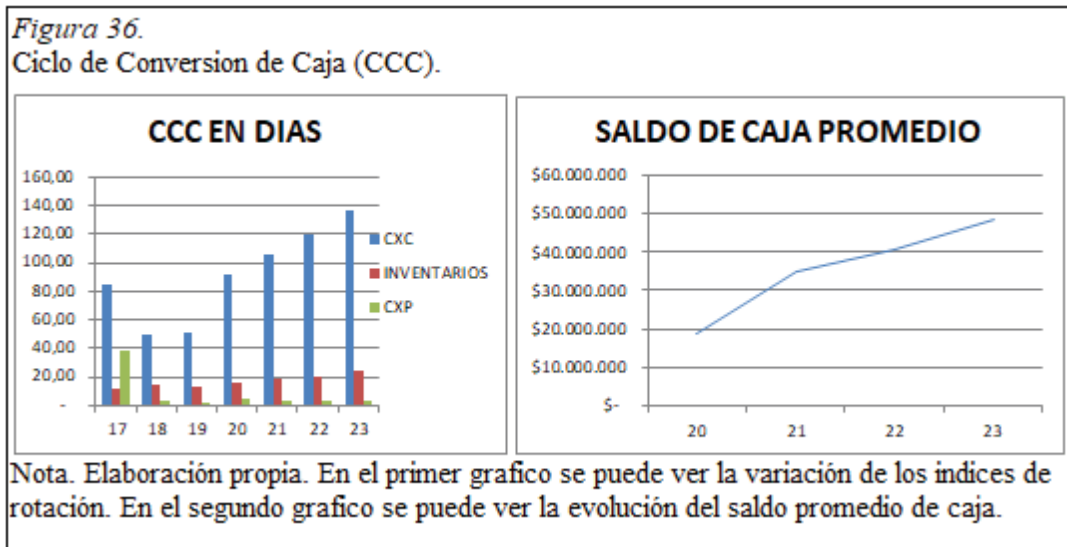 Figura 36.
Ciclo de Conversion de Caja (CCC).
CCC EN DIAS
160,00
140,00
120,00
100,00
80,00
60,00
40,00
20,00
-
17 18 19 20 21 22 23
CXC
INVENTARIOS
CXP
SALDO DE CAJA PROMEDIO
$60.000.000
$50.000.000
$40.000.000
$30.000.000
$20.000.000
$10.000.000
$-
20 21 22 23
Nota. Elaboración propia. En el primer grafico se puede ver la variación de los indices de
rotación. En el segundo grafico se puede ver la evolución del saldo promedio de caja.